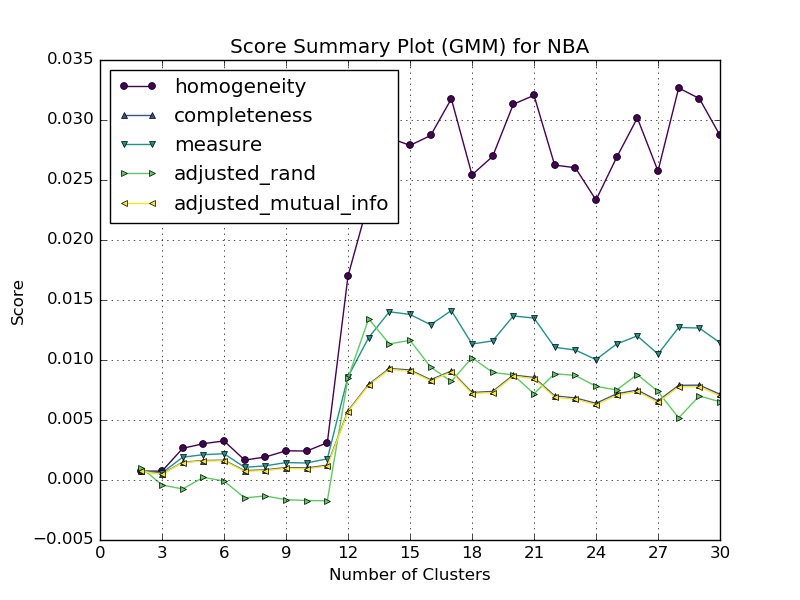 Score Summary Plot (GMM) for NBA
0.035
0.030
0.025
0.020
0.015
0.010
0.005
0.000
−0.005
Score
homogeneity
completeness
measure
adjusted_rand
adjusted_mutual_info
0 3 6 9 12 15 18 21 24 27 30
Number of Clusters